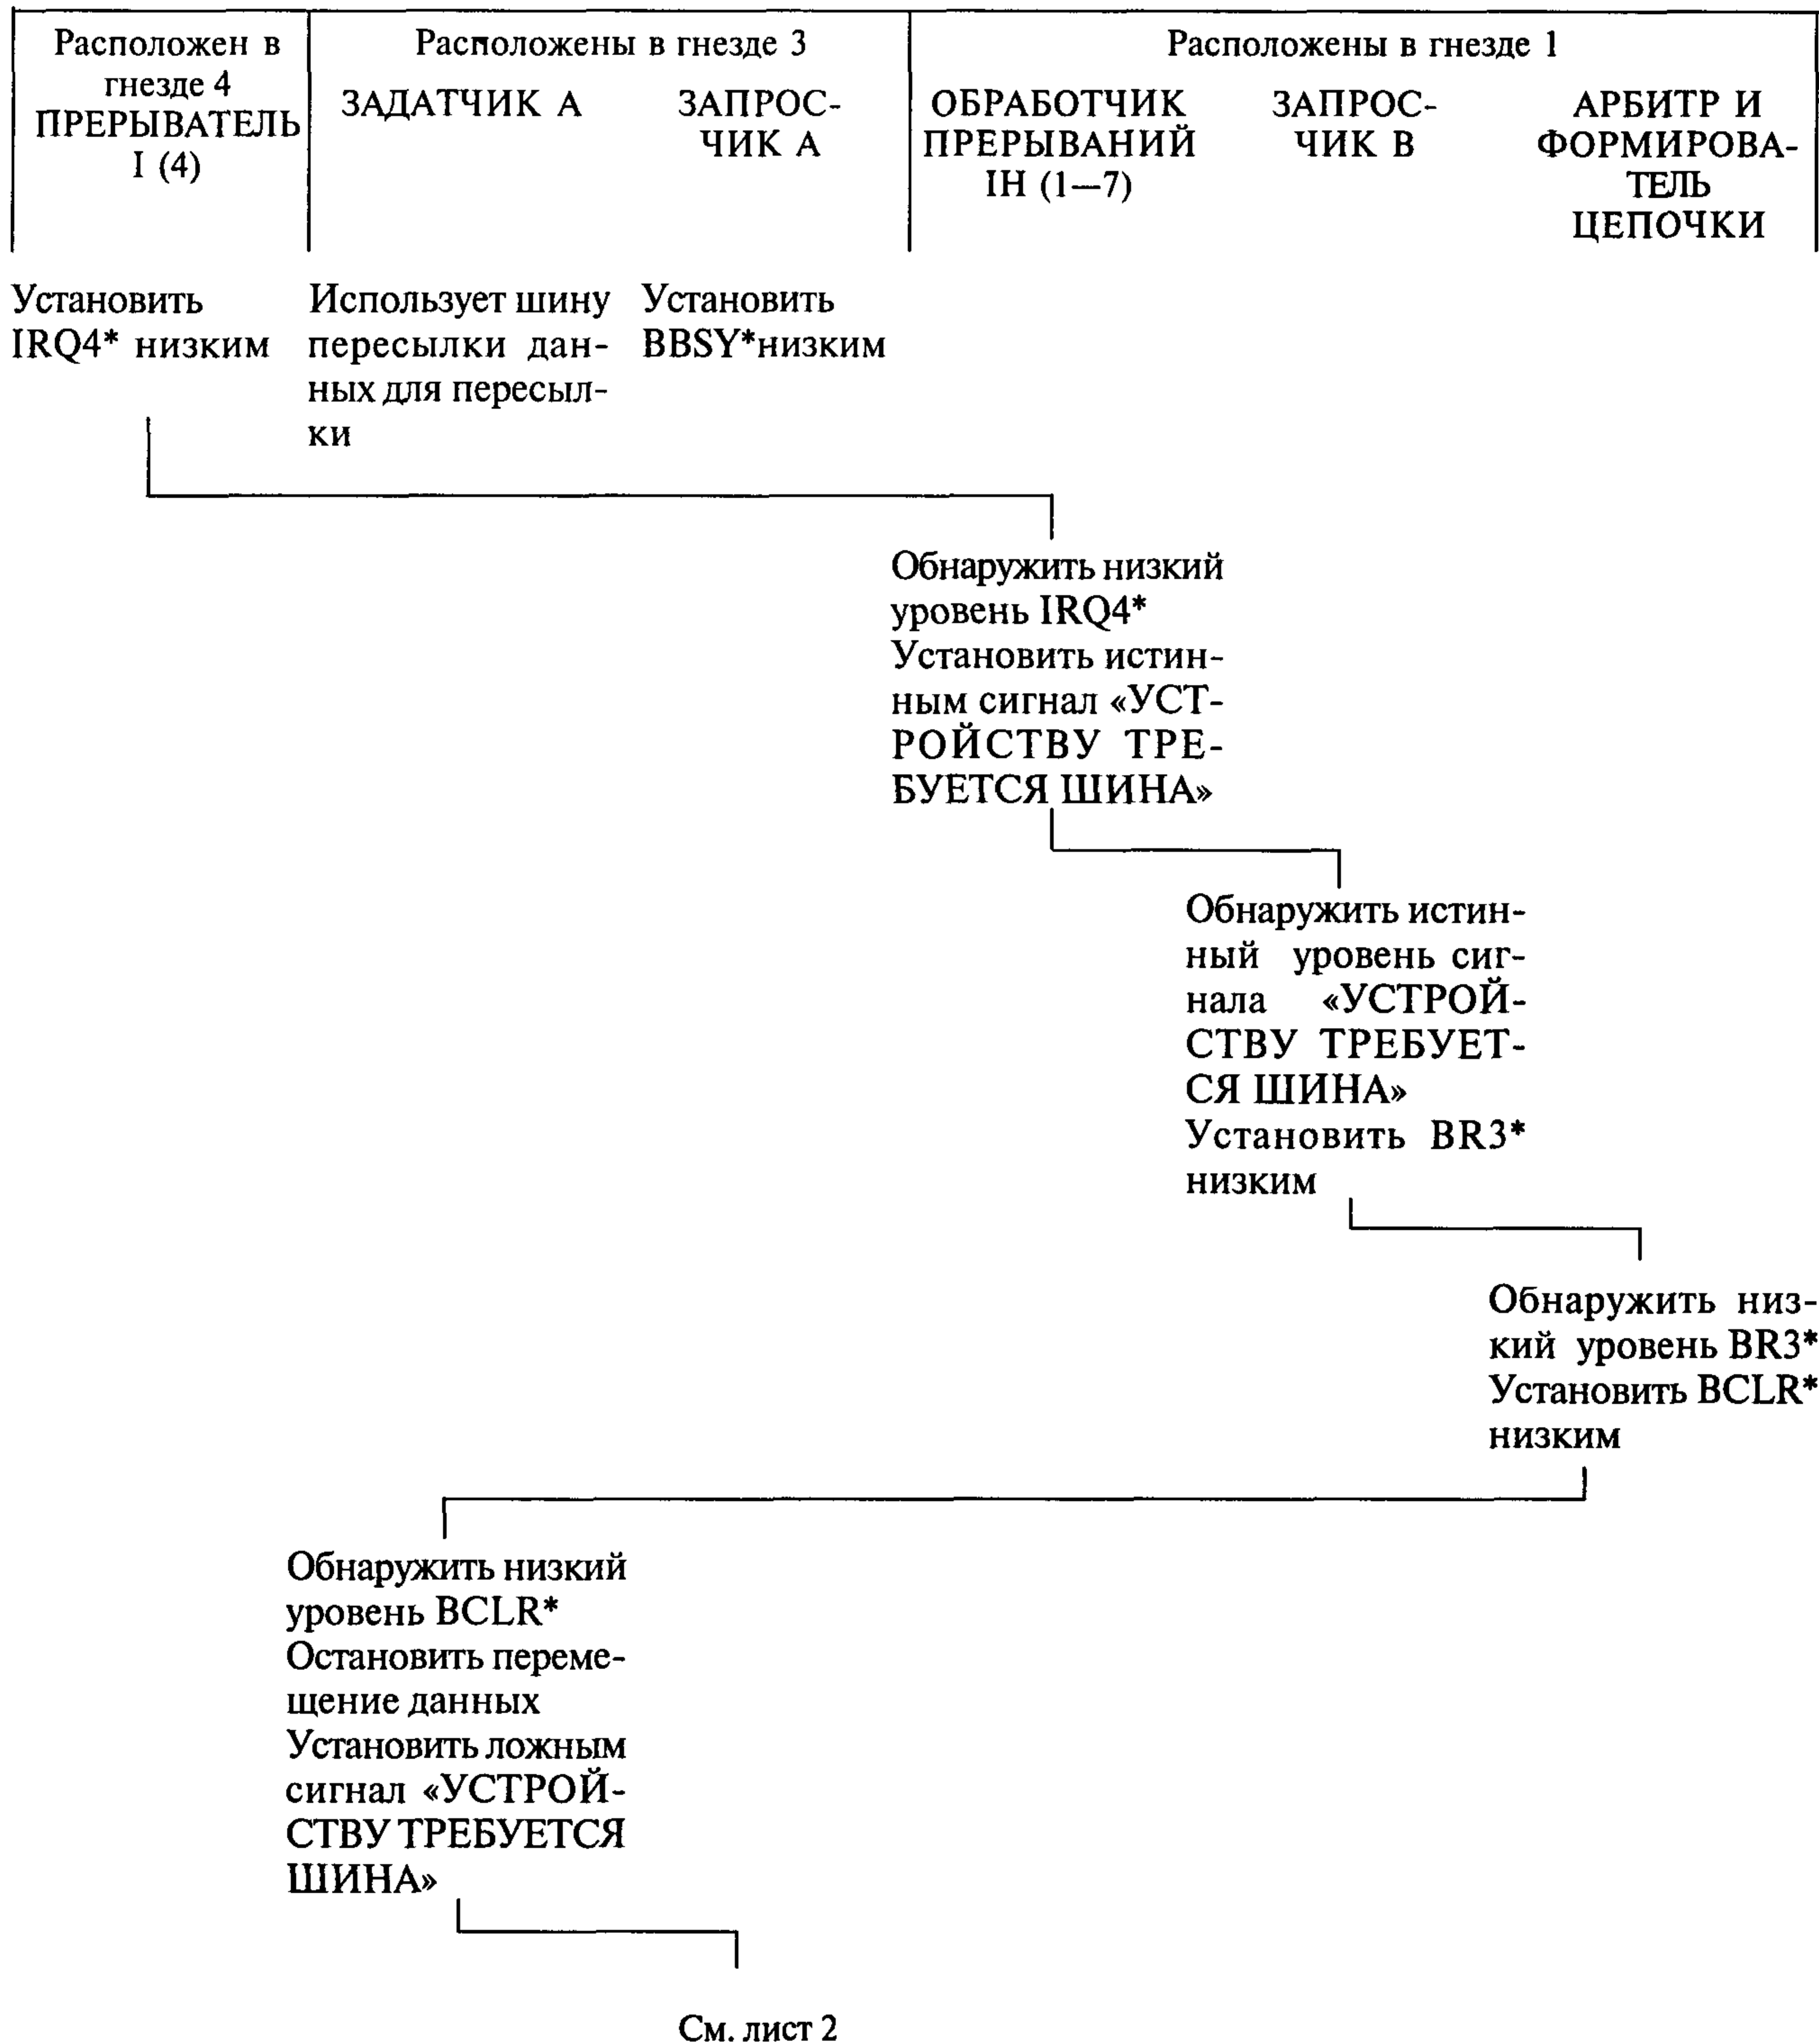 Расположен в
гнезде 4
ПРЕРЫВАТЕЛЬ
I (4)
Расположены в гнезде 3
ЗАДАТЧИК А
ЗАПРОС-
ЧИК А
Расположены в гнезде 1
ОБРАБОТЧИК
ПРЕРЫВАНИЙ
IH (1—7)
ЗАПРОС-
ЧИК В
АРБИТР И
ФОРМИРОВА-
ТЕЛЬ
ЦЕПОЧКИ
Установить
IRQ4* низким
Использует шину
пересылки дан-
ных для пересыл-
ки
Установить
BBSY*низким
Обнаружить низкий
уровень IRQ4*
Установить истин-
ным сигнал «УСТ-
РОЙСТВУ ТРЕ-
БУЕТСЯ ШИНА»
Обнаружить истин-
ный уровень сиг-
нала «УСТРОЙ-
СТВУ ТРЕБУЕТ-
СЯ ШИНА»
Установить BR3*
низким
Обнаружить низ-
кий уровень BR3*
Установить BCLR*
низким
Обнаружить низкий
уровень BCLR*
Остановить переме-
щение данных
Установить ложным
сигнал «УСТРОЙ-
СТВУ ТРЕБУЕТСЯ
ШИНА»
См. лист 2